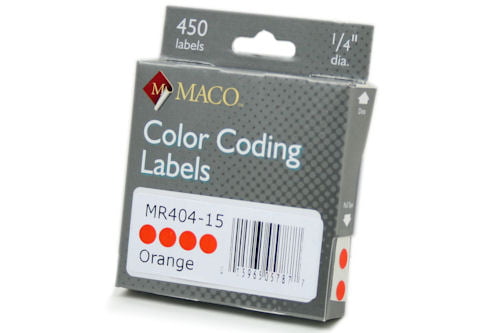 450
labels
1/4"
dia.
M
MACO
Color Coding
Labels
MR404-15
Orange